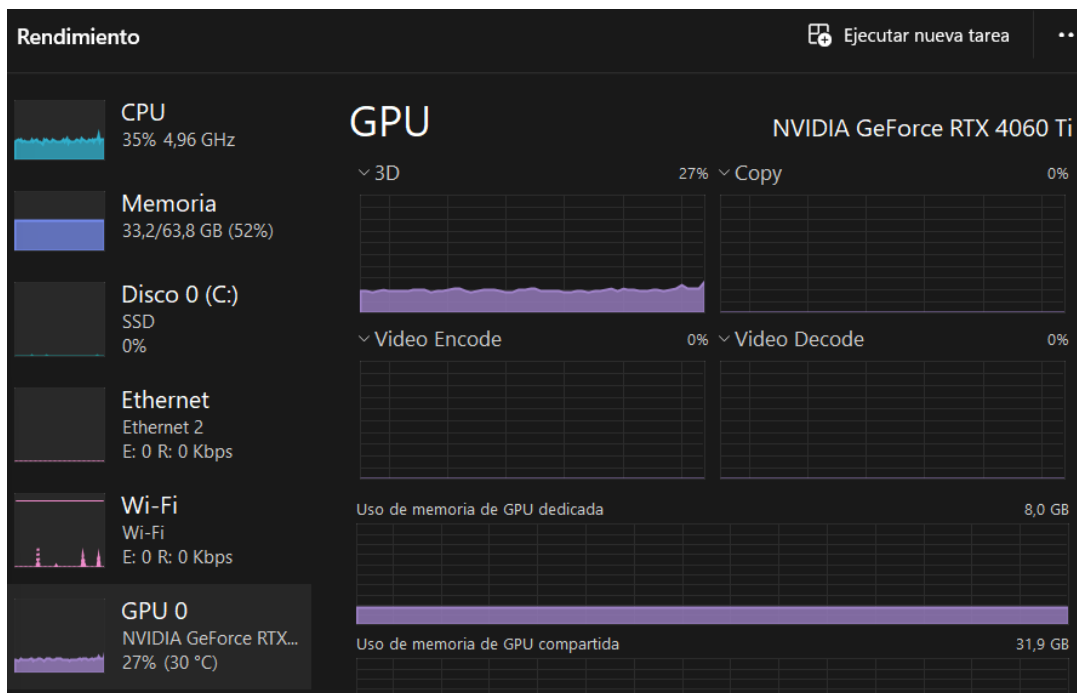 Rendimiento
Ejecutar nueva tarea
CPU
35% 4,96 GHz
Memoria
33,2/63,8 GB (52%)
Disco 0 (C:)
SSD
0%
Ethernet
Ethernet 2
E: 0 R: 0 Kbps
Wi-Fi
Wi-Fi
E: 0 R: 0 Kbps
GPU 0
NVIDIA GeForce RTX...
27% (30 °C)
GPU
NVIDIA GeForce RTX 4060 Ti
3D 27%
Copy 0%
Video Encode 0%
Video Decode 0%
Uso de memoria de GPU dedicada 8,0 GB
Uso de memoria de GPU compartida 31,9 GB